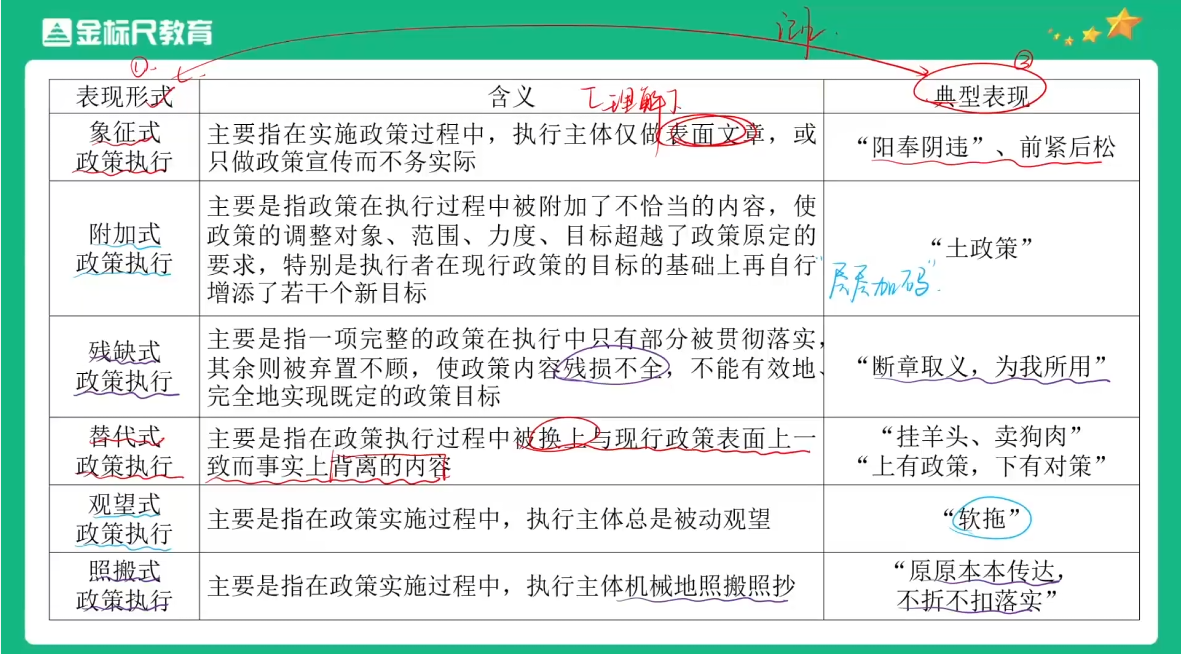 金标尺教育
记忆
①
②
表现形式
含义
[理解]
典型表现
象征式
政策执行
主要指在实施政策过程中，执行主体仅做表面文章，或
只做政策宣传而不务实际
“阳奉阴违”、前紧后松
附加式
政策执行
主要是指政策在执行过程中被附加了不恰当的内容，使
政策的调整对象、范围、力度、目标超越了政策原定的
要求，特别是执行者在现行政策的目标的基础上再自行
增添了若干个新目标
“土政策”
“层层加码”
残缺式
政策执行
主要是指一项完整的政策在执行中只有部分被贯彻落实，
其余则被弃置不顾，使政策内容残损不全，不能有效地、
完全地实现既定的政策目标
“断章取义，为我所用”
替代式
政策执行
主要是指在政策执行过程中被换上与现行政策表面上一
致而事实上背离的内容
“挂羊头、卖狗肉”
“上有政策，下有对策”
观望式
政策执行
主要是指在政策实施过程中，执行主体总是被动观望
“软拖”
照搬式
政策执行
主要是指在政策实施过程中，执行主体机械地照搬照抄
“原原本本传达，
不折不扣落实”